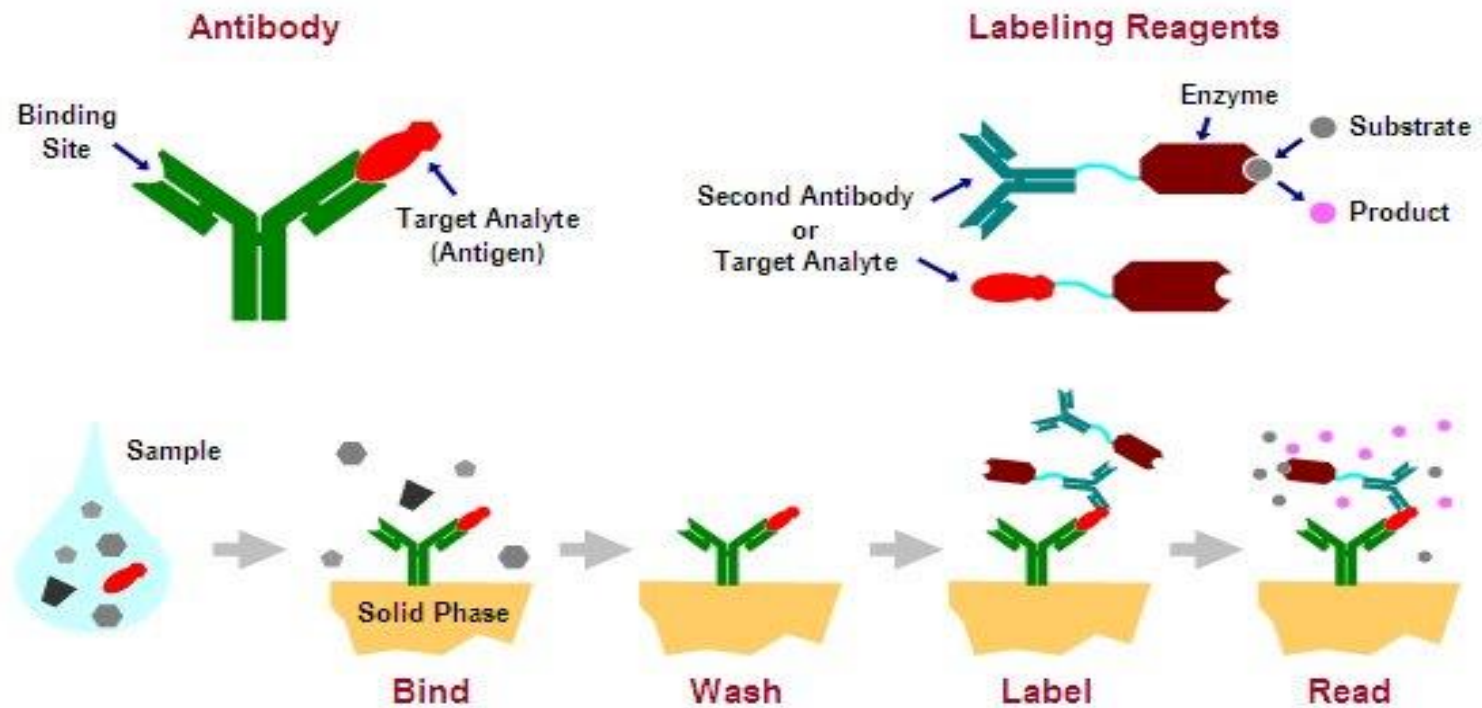 Antibody
Binding
Site
Target Analyte
(Antigen)
Labeling Reagents
Enzyme
Substrate
Product
Second Antibody
or
Target Analyte
Sample
Solid Phase
Bind
Wash
Label
Read